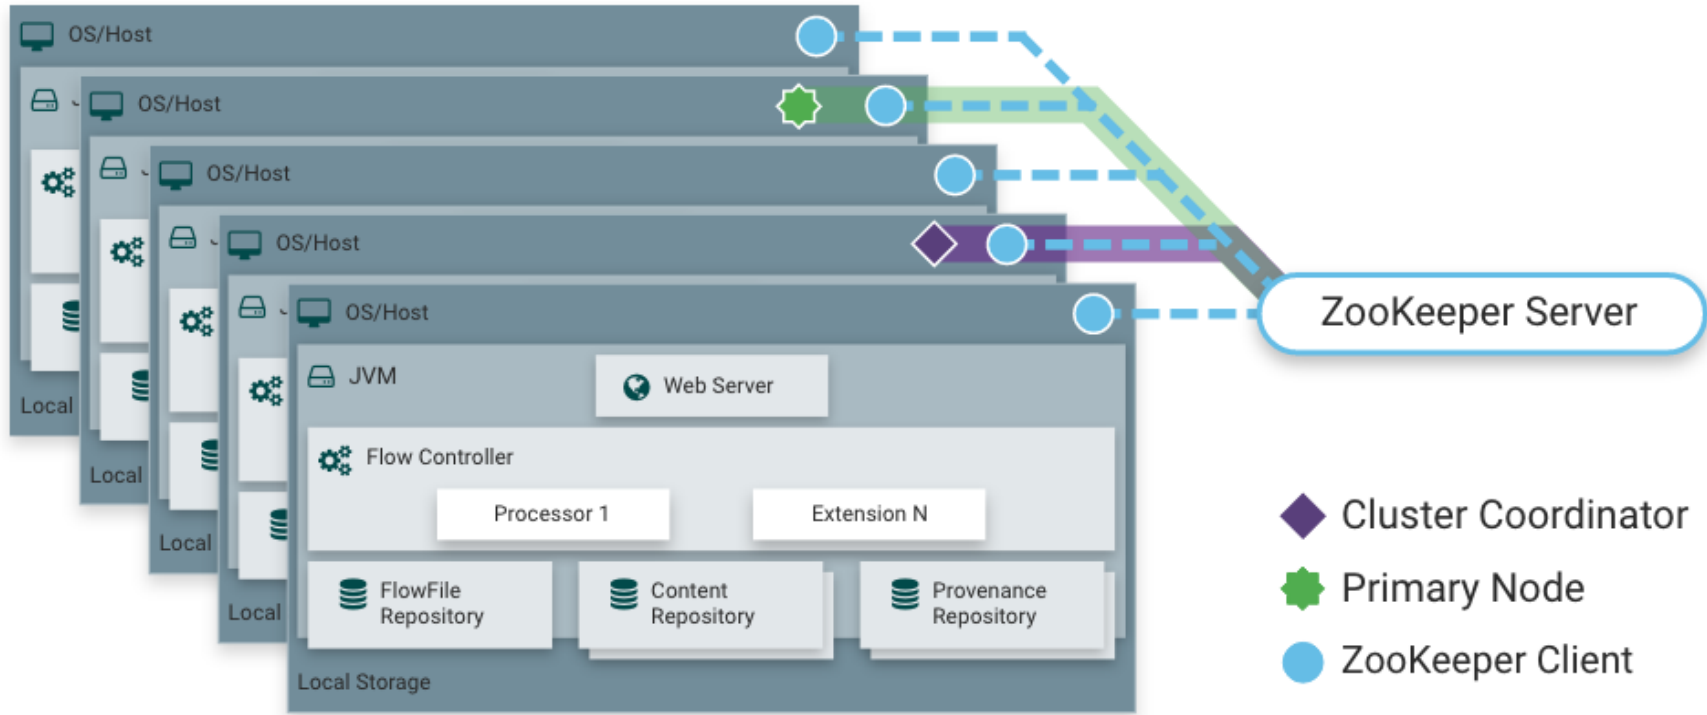 OS/Host
OS/Host
OS/Host
OS/Host
OS/Host
ZooKeeper Server
JVM
Web Server
Flow Controller
Processor 1
Extension N
FlowFile
Repository
Content
Repository
Provenance
Repository
Local
Local
Local
Local
Local Storage
Cluster Coordinator
Primary Node
ZooKeeper Client